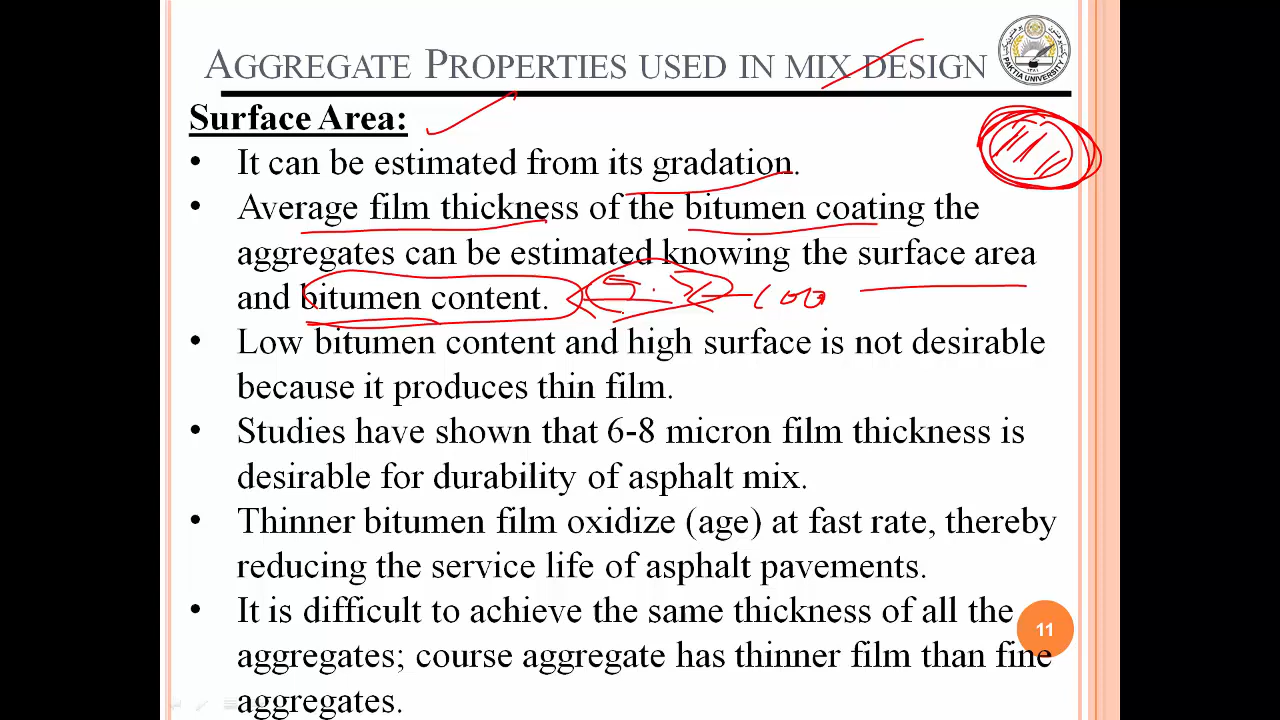 AGGREGATE PROPERTIES USED IN MIX DESIGN
PAKTIA UNIVERSITY
Surface Area:
• It can be estimated from its gradation.
• Average film thickness of the bitumen coating the
aggregates can be estimated knowing the surface area
and bitumen content.
• Low bitumen content and high surface is not desirable
because it produces thin film.
• Studies have shown that 6-8 micron film thickness is
desirable for durability of asphalt mix.
• Thinner bitumen film oxidize (age) at fast rate, thereby
reducing the service life of asphalt pavements.
• It is difficult to achieve the same thickness of all the
aggregates; course aggregate has thinner film than fine
aggregates.
11